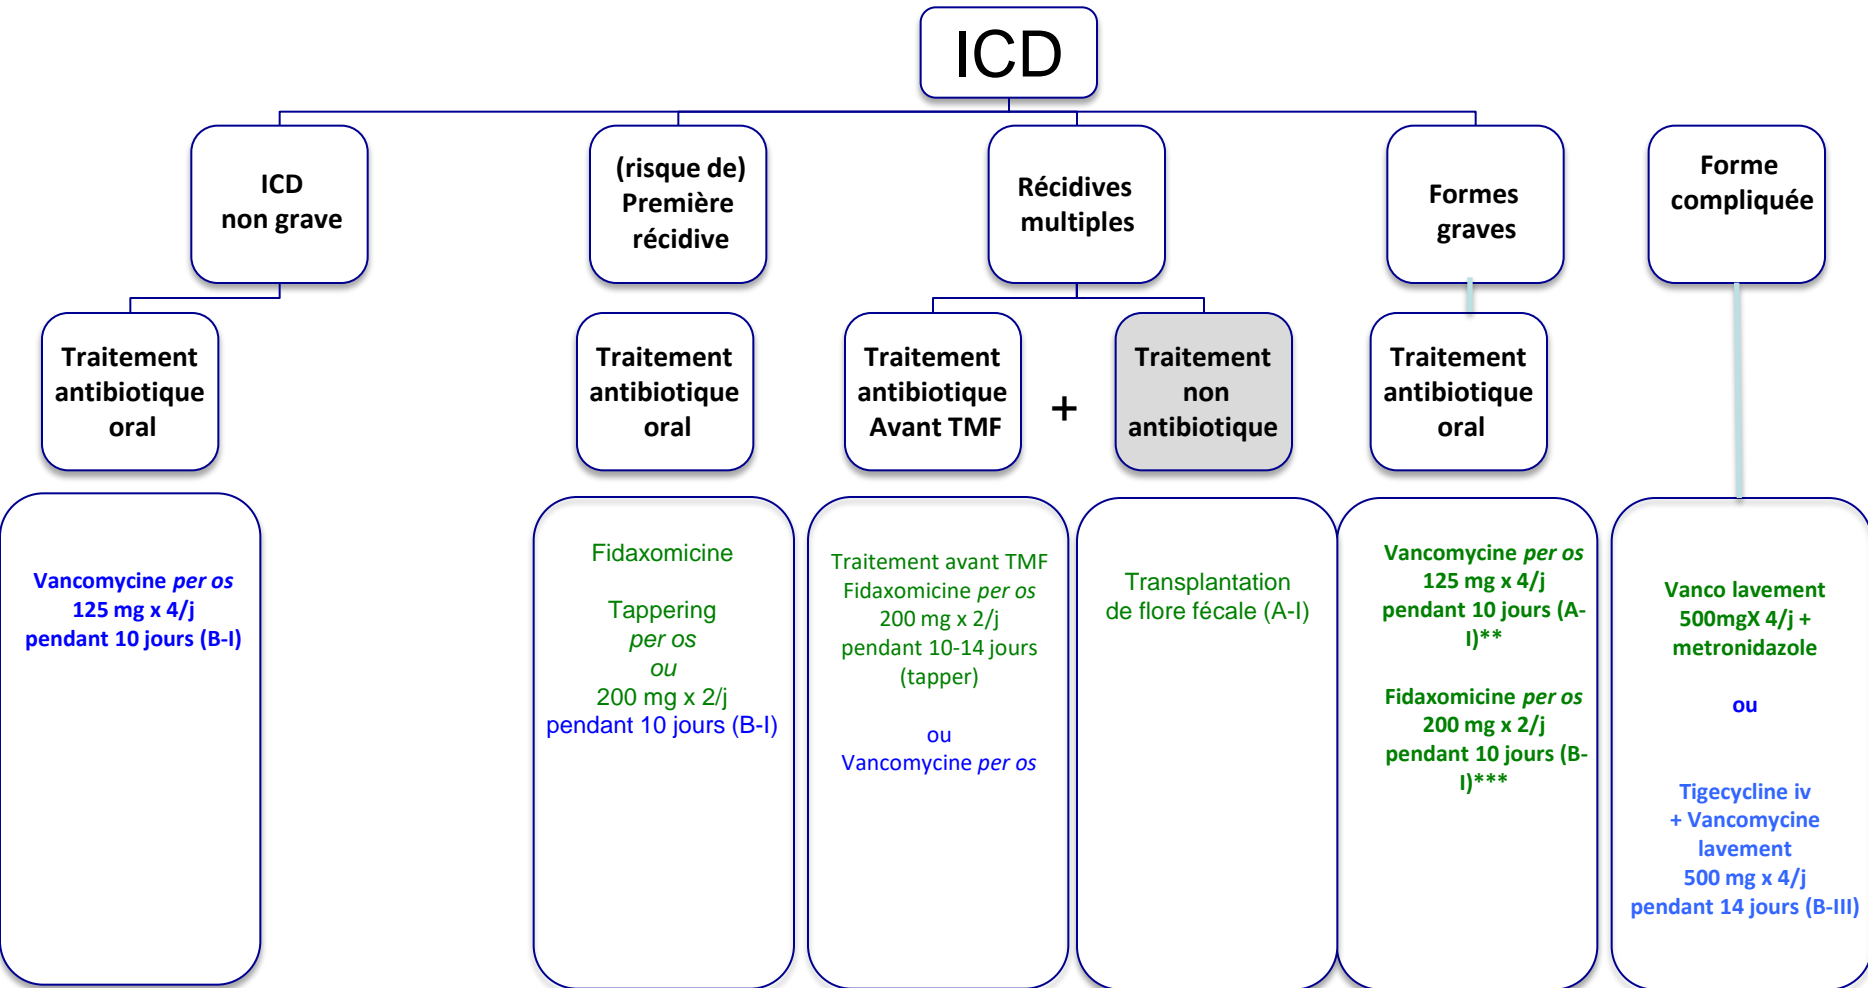 ICD
ICD
non grave
(risque de)
Première
récidive
Récidives
multiples
Formes
graves
Forme
compliquée
Traitement
antibiotique
oral
Traitement
antibiotique
oral
Traitement
antibiotique
Avant TMF
+
Traitement
non
antibiotique
Traitement
antibiotique
oral
Vancomycine per os
125 mg x 4/j
pendant 10 jours (B-I)
Fidaxomicine
Tappering
per os
ou
200 mg x 2/j
pendant 10 jours (B-I)
Traitement avant TMF
Fidaxomicine per os
200 mg x 2/j
pendant 10-14 jours
(tapper)
ou
Vancomycine per os
Transplantation
de flore fécale (A-I)
Vancomycine per os
125 mg x 4/j
pendant 10 jours (A-
I)**
Fidaxomicine per os
200 mg x 2/j
pendant 10 jours (B-
I)***
Vanco lavement
500mgX 4/j +
metronidazole
ou
Tigecycline iv
+ Vancomycine
lavement
500 mg x 4/j
pendant 14 jours (B-III)